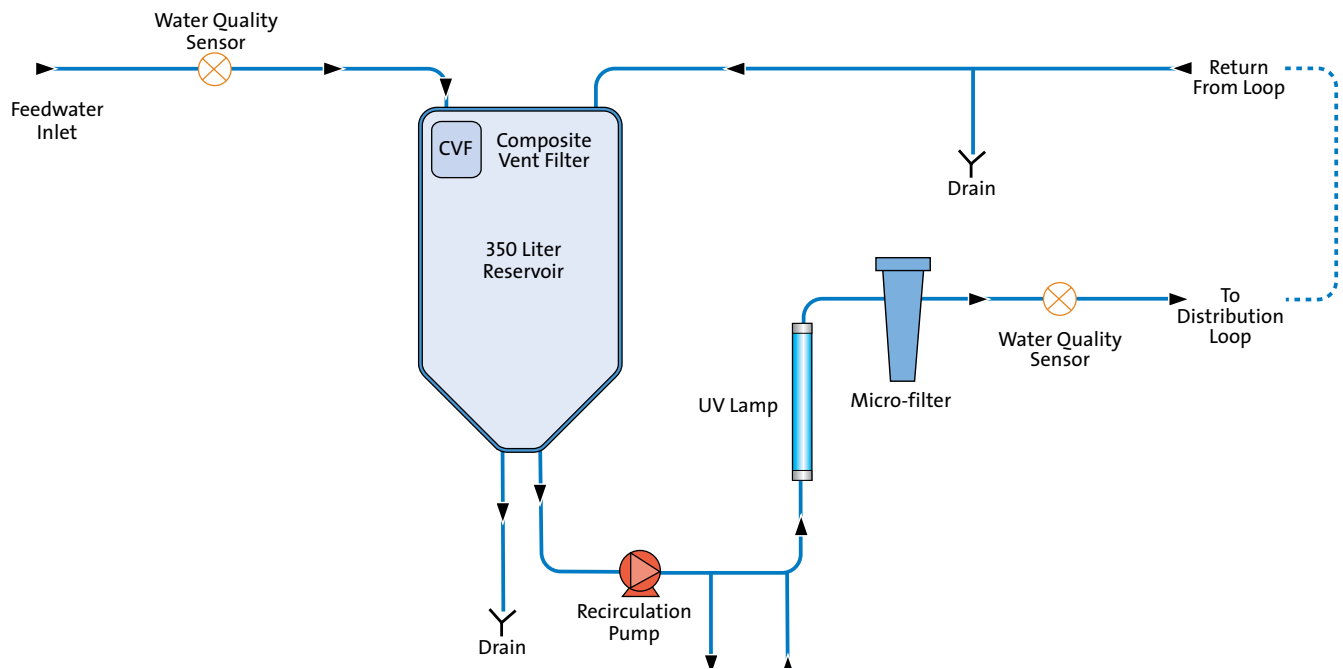 Water Quality
Sensor
Feedwater
Inlet
CVF
Composite
Vent Filter
350 Liter
Reservoir
Return
From Loop
Drain
To
Distribution
Loop
Water Quality
Sensor
Micro-filter
UV Lamp
Recirculation
Pump
Drain